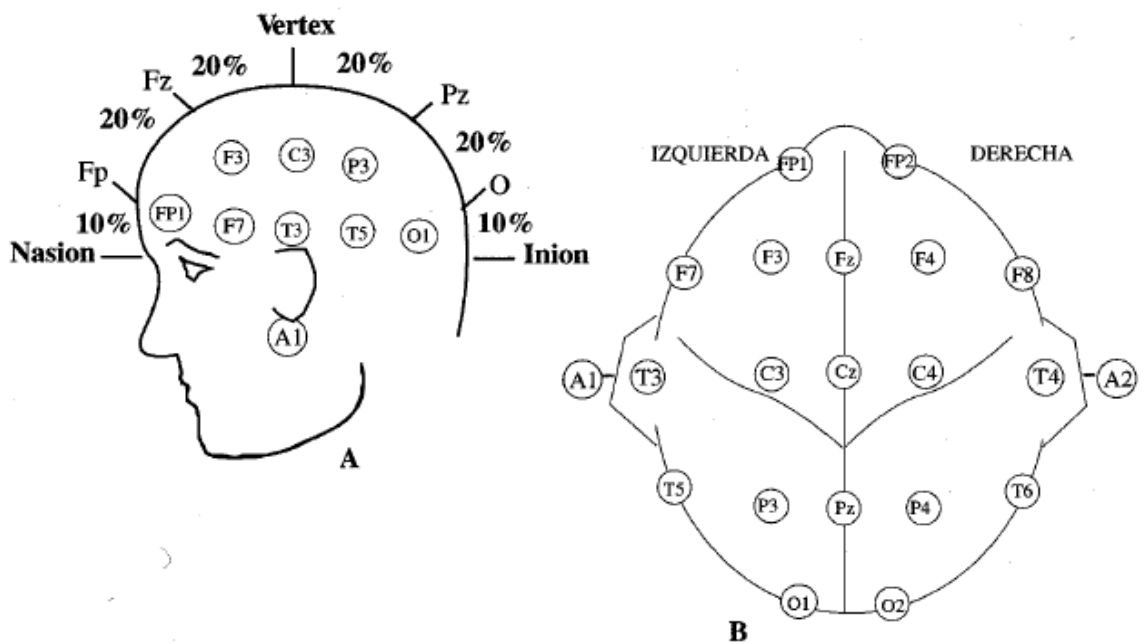 Vertex
20% 20%
Fz
Pz
20%
20%
F3 C3 P3
Fp
O
FP1 F7 T3 T5 O1
10% 10%
Nasion Inion
A1
A
IZQUIERDA FP1 FP2 DERECHA
F7 F3 Fz F4 F8
A1 T3 C3 Cz C4 T4 A2
T5 P3 Pz P4 T6
O1 O2
B